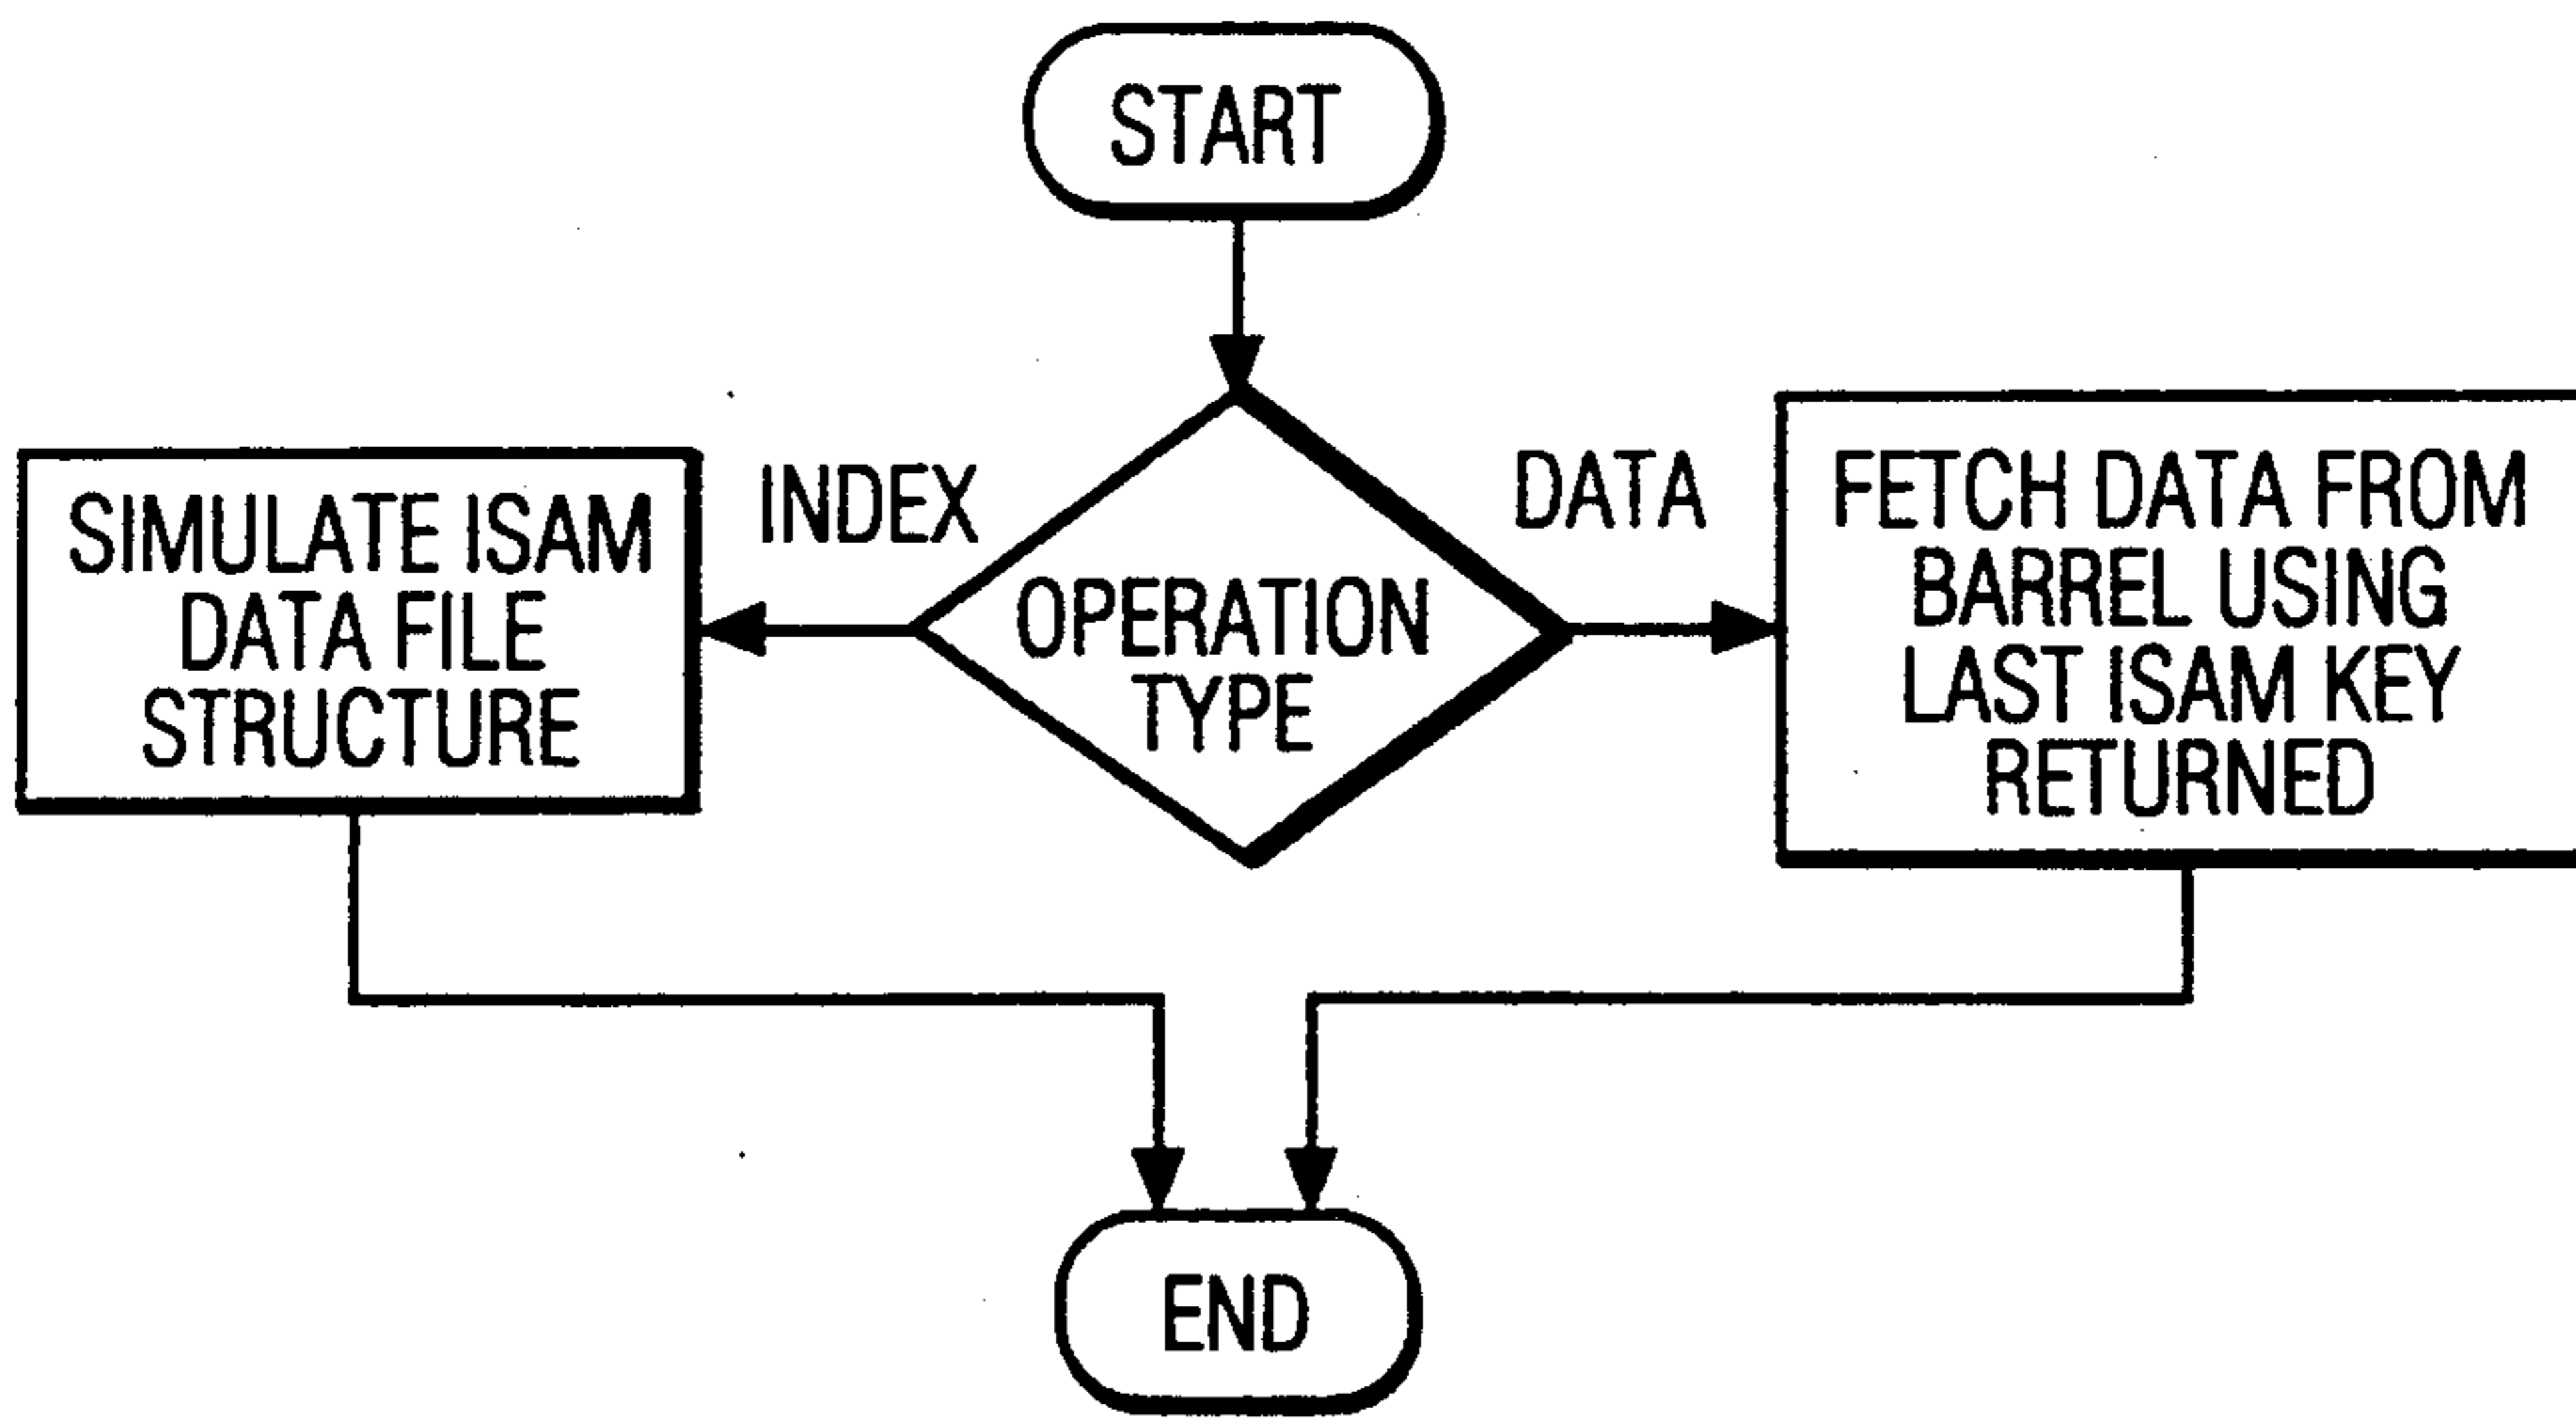 START
INDEX
DATA
SIMULATE ISAM
DATA FILE
STRUCTURE
OPERATION
TYPE
FETCH DATA FROM
BARREL USING
LAST ISAM KEY
RETURNED
END